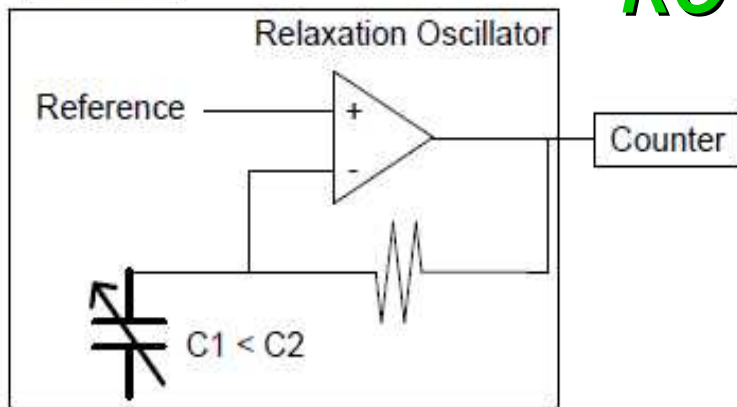 Relaxation Oscillator
Reference
+
Counter
-
C1 < C2